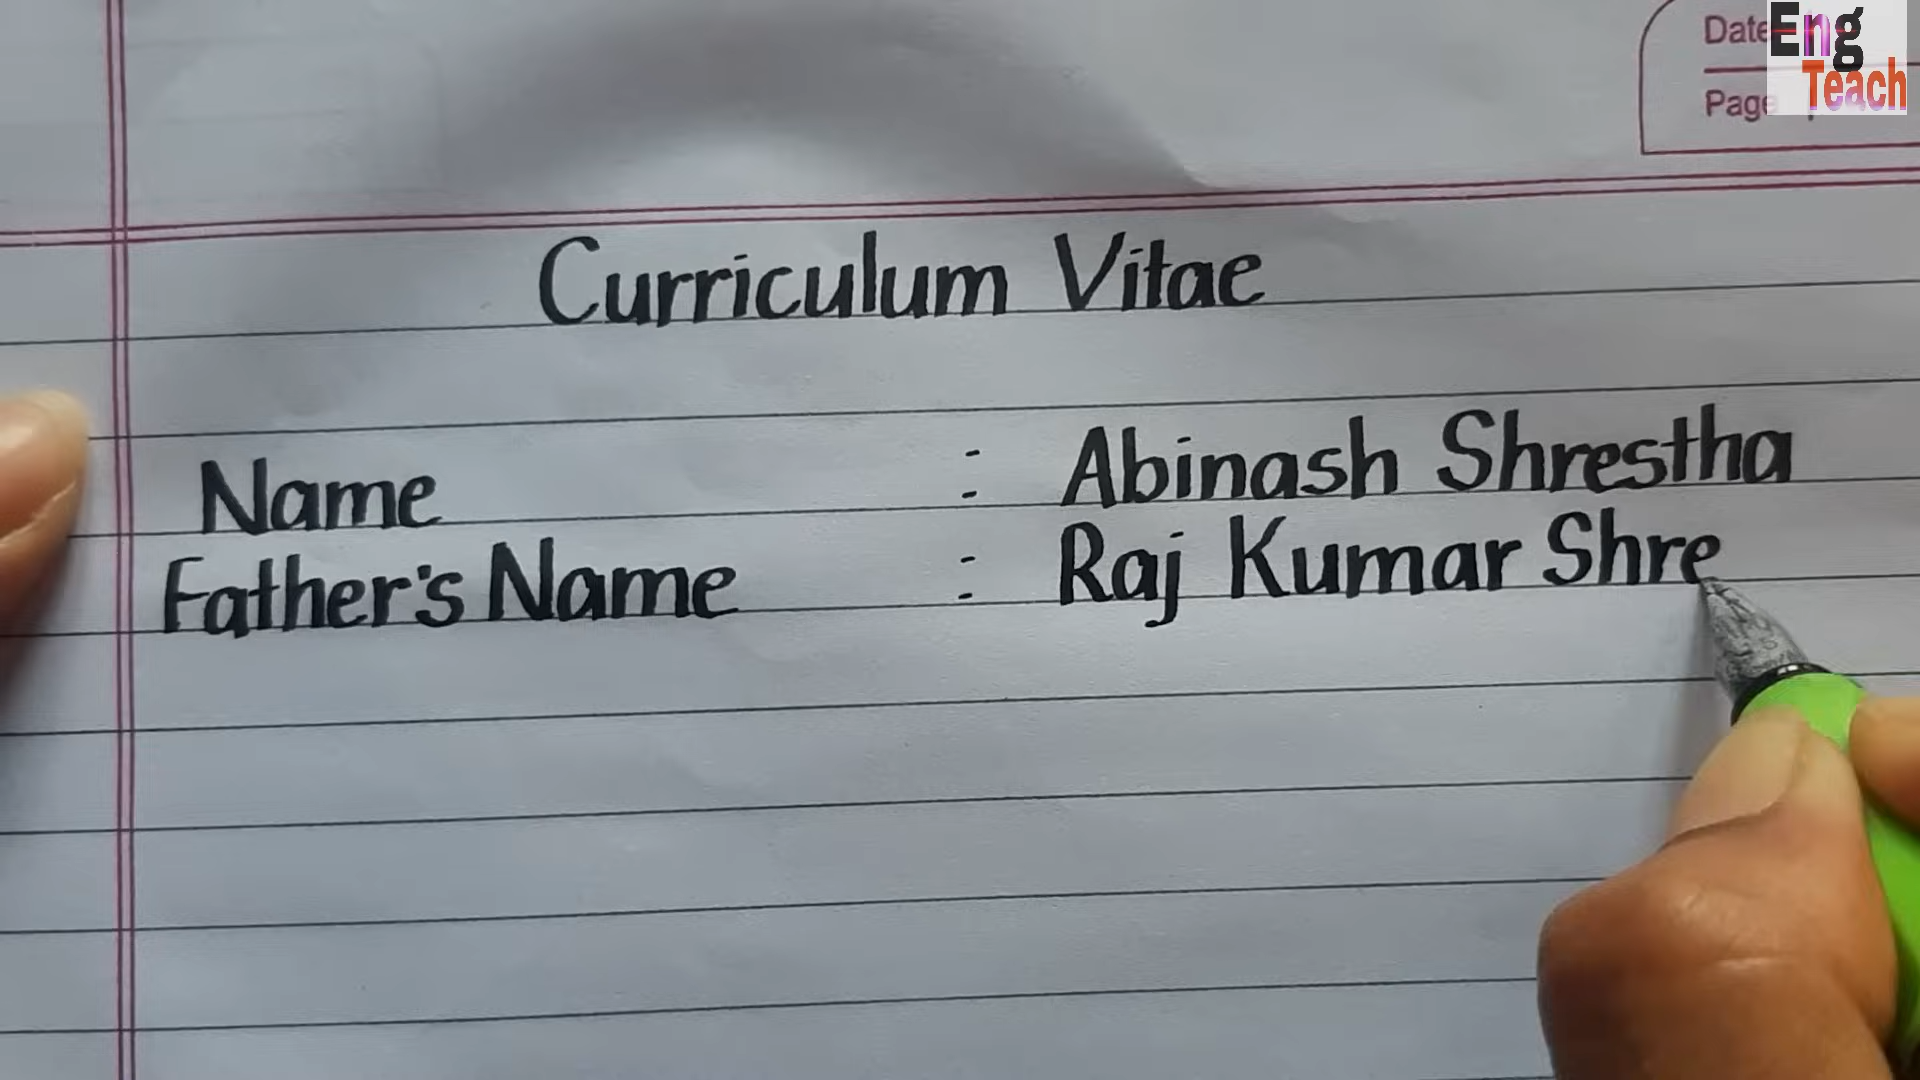 Date
Page
Eng
Teach
Curriculum Vitae
Name : Abinash Shrestha
Father's Name : Raj Kumar Shre